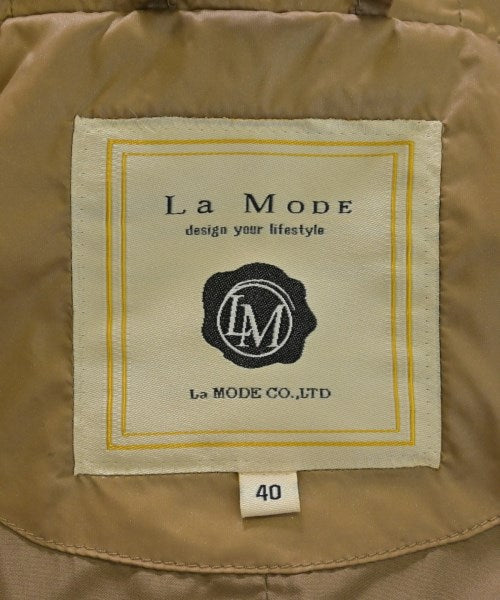 La Mode
design your lifestyle
LM
La MODE CO.,LTD
40